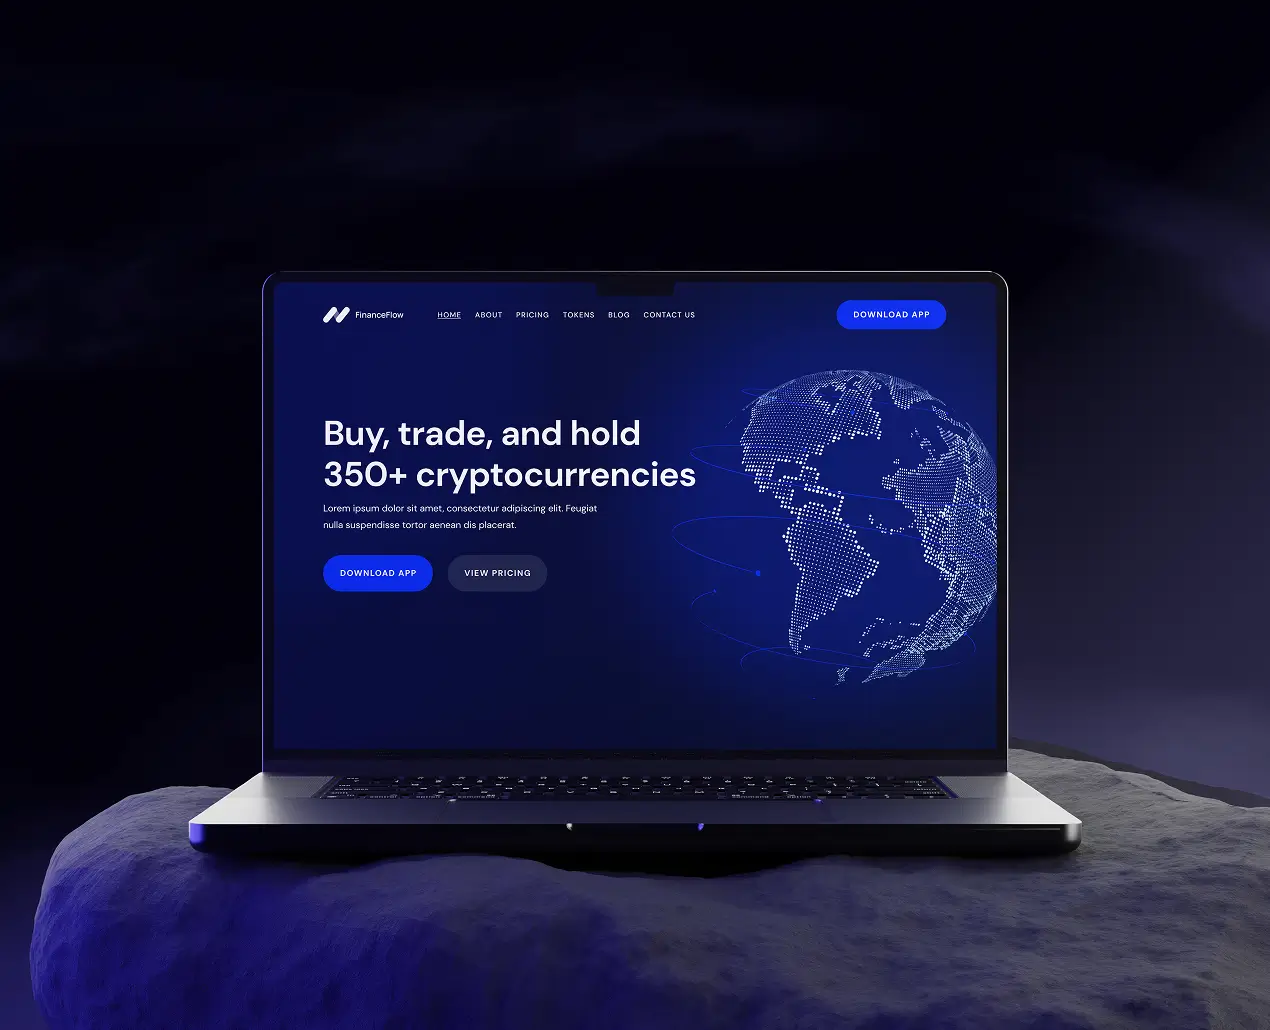 FinanceFlow
HOME ABOUT PRICING TOKENS BLOG CONTACT US
DOWNLOAD APP
Buy, trade, and hold
350+ cryptocurrencies
Lorem ipsum dolor sit amet, consectetur adipiscing elit. Feugiat
nulla suspendisse tortor aenean dis placerat.
DOWNLOAD APP VIEW PRICING